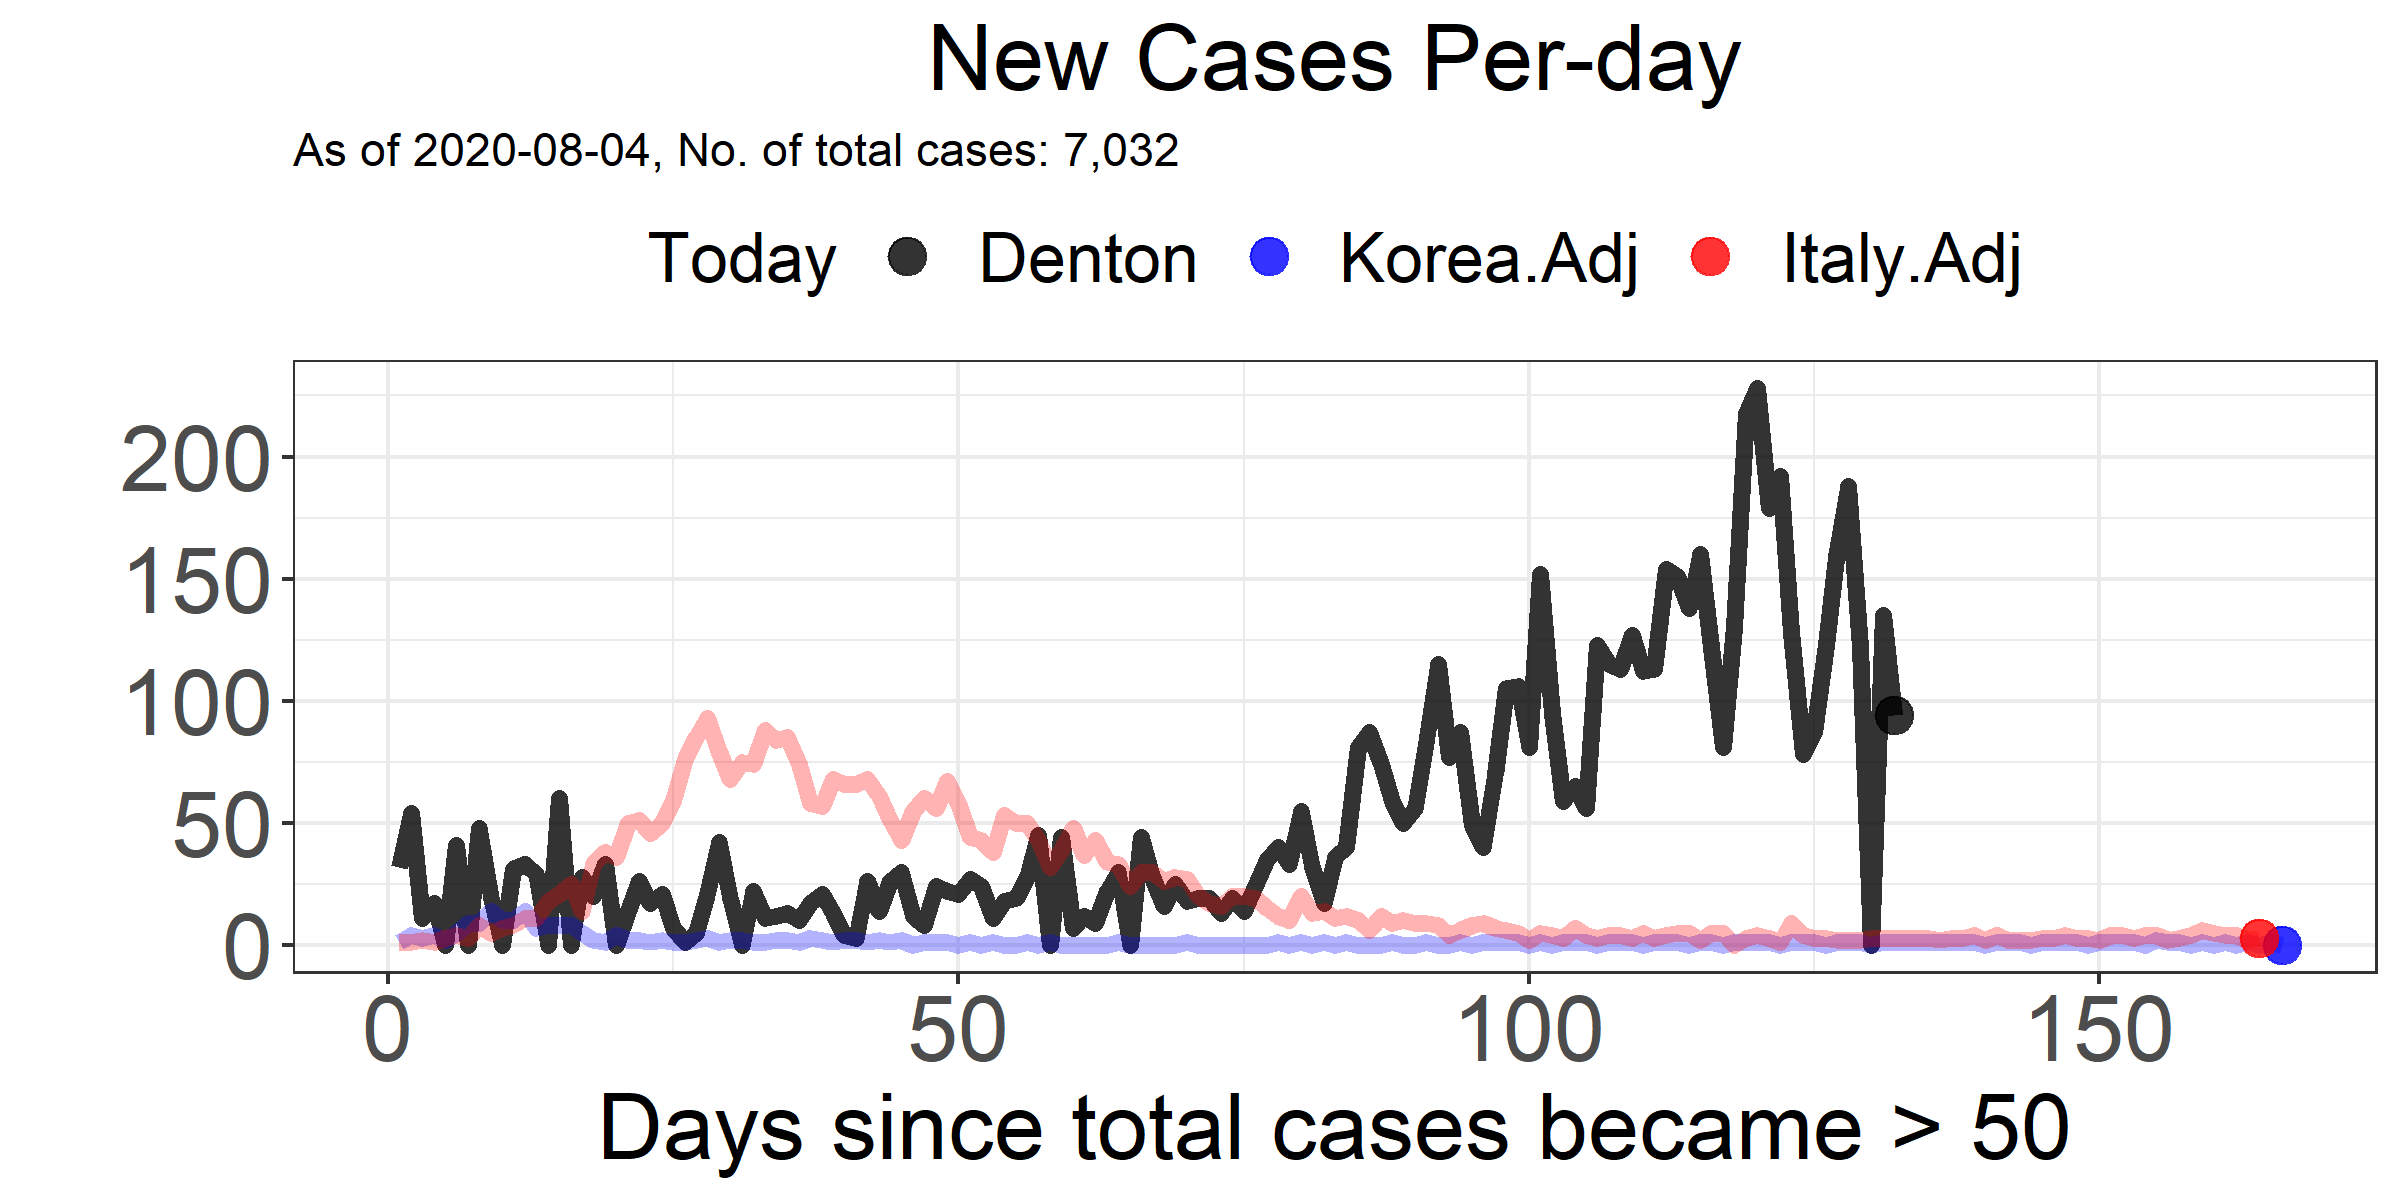 New Cases Per-day
As of 2020-08-04, No. of total cases: 7,032
Today Denton Korea.Adj Italy.Adj
200
150
100
50
0
0 50 100 150
Days since total cases became > 50